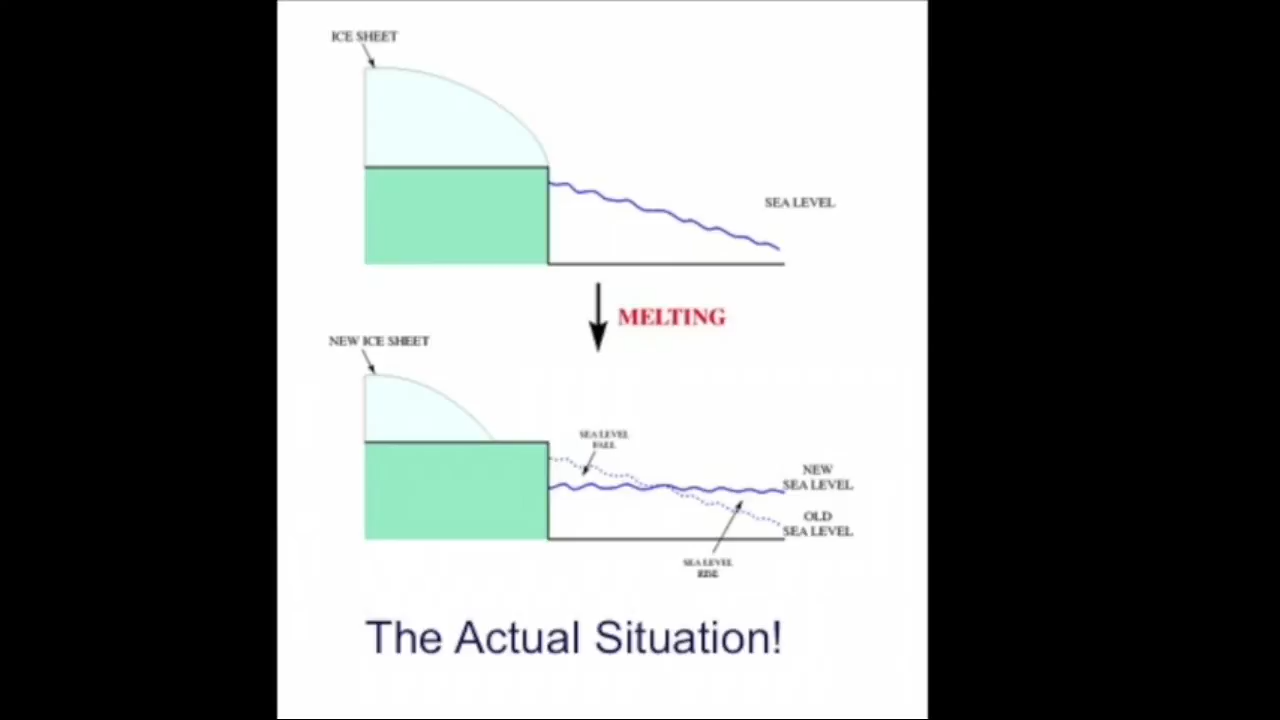 ICE SHEET
SEA LEVEL
MELTING
NEW ICE SHEET
SEA LEVEL
FALL
NEW
SEA LEVEL
OLD
SEA LEVEL
SEA LEVEL
RISE
The Actual Situation!